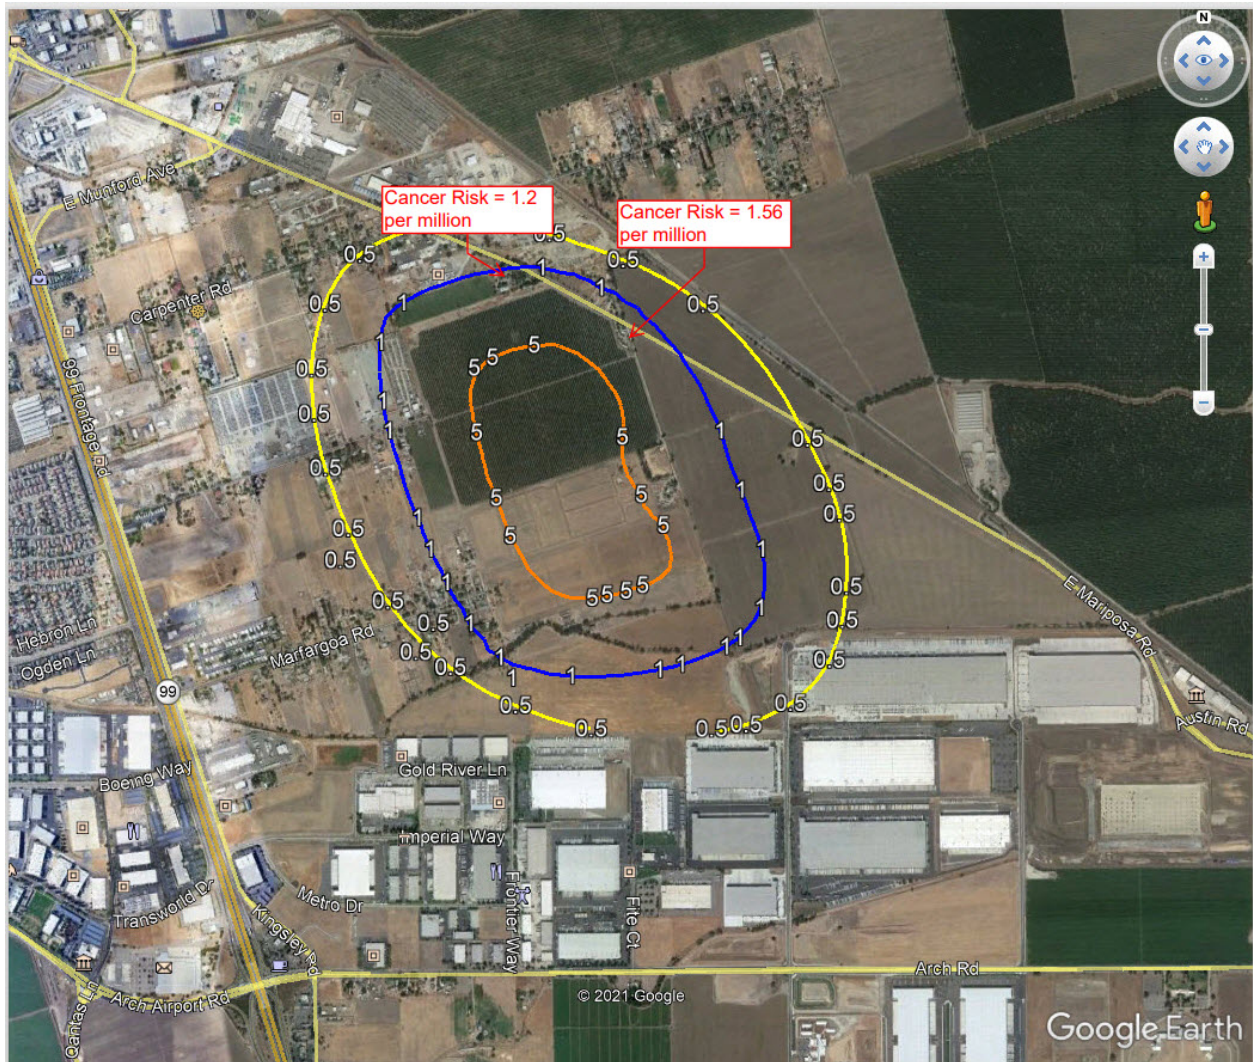 N
E Munford Ave
Cancer Risk = 1.2
per million
Cancer Risk = 1.56
per million
0.5
0.5
0.5
1
0.5
1
0.5
1
0.5
Carpenter Rd
1
5
5
5
0.5
1
0.5
99 Frontage Rd
5
5
1
0.5
0.5
5
1
0.5
1
5
5
0.5
0.5
1
5
1
0.5
E Mariposa Rd
1
5
5
5
5
5
0.5
0.5
1
0.5
1
0.5
Hebron Ln
Ogden Ln
Marfargoa Rd
0.5
0.5
1
1
1
1
1
1
1
0.5
99
0.5
0.5
0.5
0.5
0.5
Austin Rd
Boeing Way
Gold River Ln
Imperial Way
Transworld Dr
Metro Dr
Kingsley Rd
Frontier Way
Fite Ct
Arch Rd
Arch Airport Rd
Qantas Ln
© 2021 Google
Google Earth